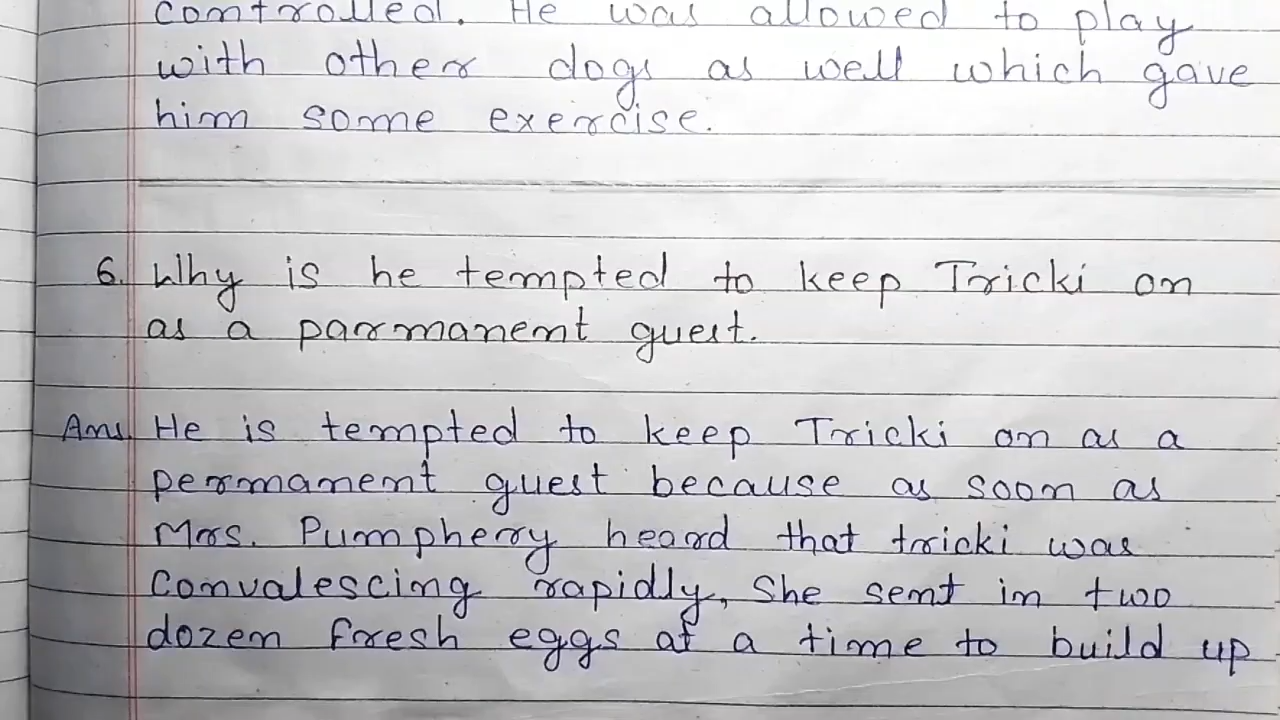 controlled. He was allowed to play
with other dogs as well which gave
him some exercise.
6. Why is he tempted to keep Tricki on
as a parmanent guest.
Ans. He is tempted to keep Tricki on as a
permanent guest because as soon as
Mrs. Pumpherry heard that tricki was
convalescing rapidly, She sent in two
dozen fresh eggs at a time to build up